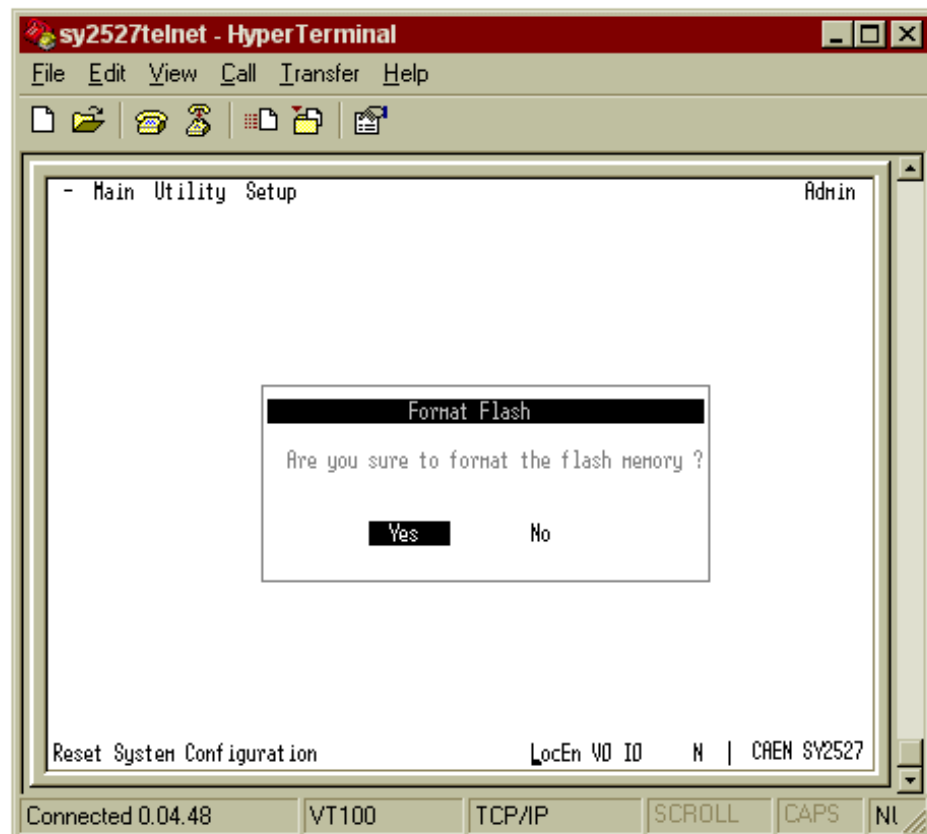 sy2527telnet - HyperTerminal
File Edit View Call Transfer Help
- Main Utility Setup Admin
Format Flash
Are you sure to format the flash memory ?
Yes No
Reset System Configuration LocEn V0 I0 N | CAEN SY2527
Connected 0.04.48 VT100 TCP/IP SCROLL CAPS